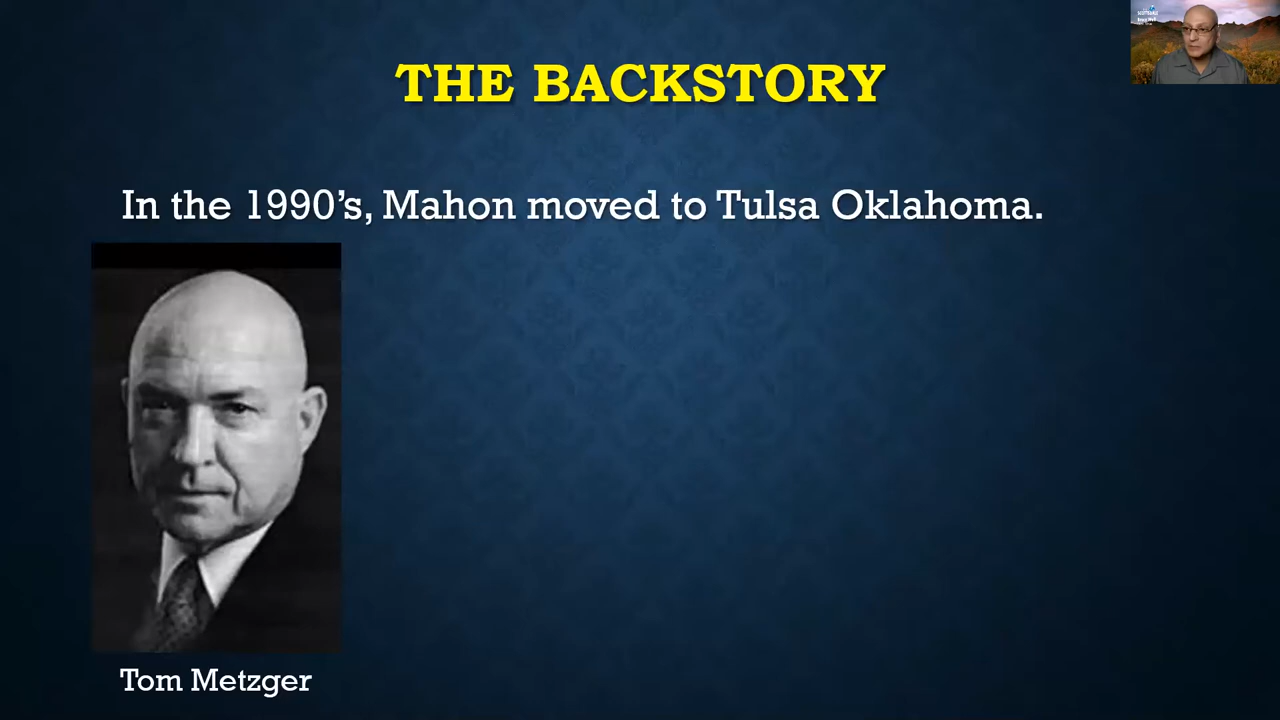 THE BACKSTORY
In the 1990’s, Mahon moved to Tulsa Oklahoma.
Tom Metzger